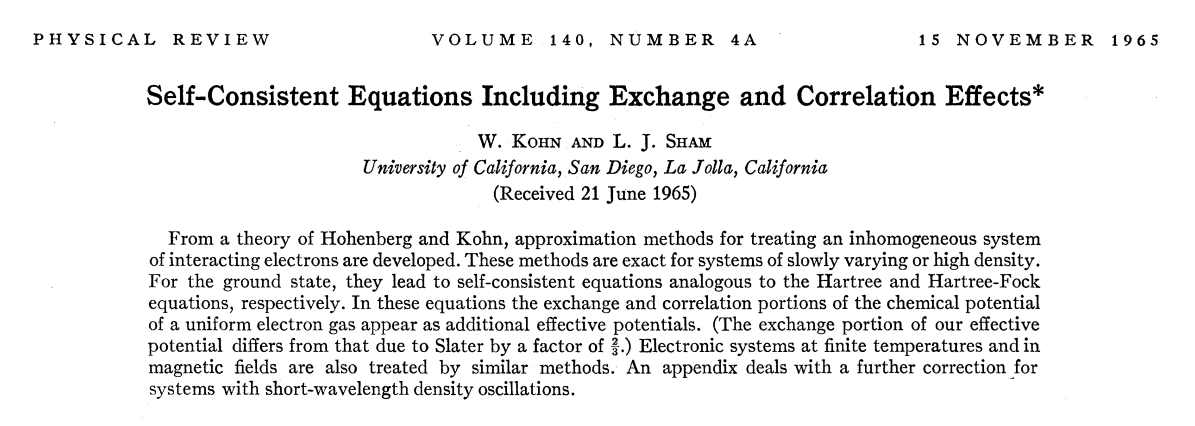 PHYSICAL REVIEW VOLUME 140, NUMBER 4A 15 NOVEMBER 1965
Self-Consistent Equations Including Exchange and Correlation Effects*
W. KOHN AND L. J. SHAM
University of California, San Diego, La Jolla, California
(Received 21 June 1965)
From a theory of Hohenberg and Kohn, approximation methods for treating an inhomogeneous system
of interacting electrons are developed. These methods are exact for systems of slowly varying or high density.
For the ground state, they lead to self-consistent equations analogous to the Hartree and Hartree-Fock
equations, respectively. In these equations the exchange and correlation portions of the chemical potential
of a uniform electron gas appear as additional effective potentials. (The exchange portion of our effective
potential differs from that due to Slater by a factor of ⅔.) Electronic systems at finite temperatures and in
magnetic fields are also treated by similar methods. An appendix deals with a further correction for
systems with short-wavelength density oscillations.